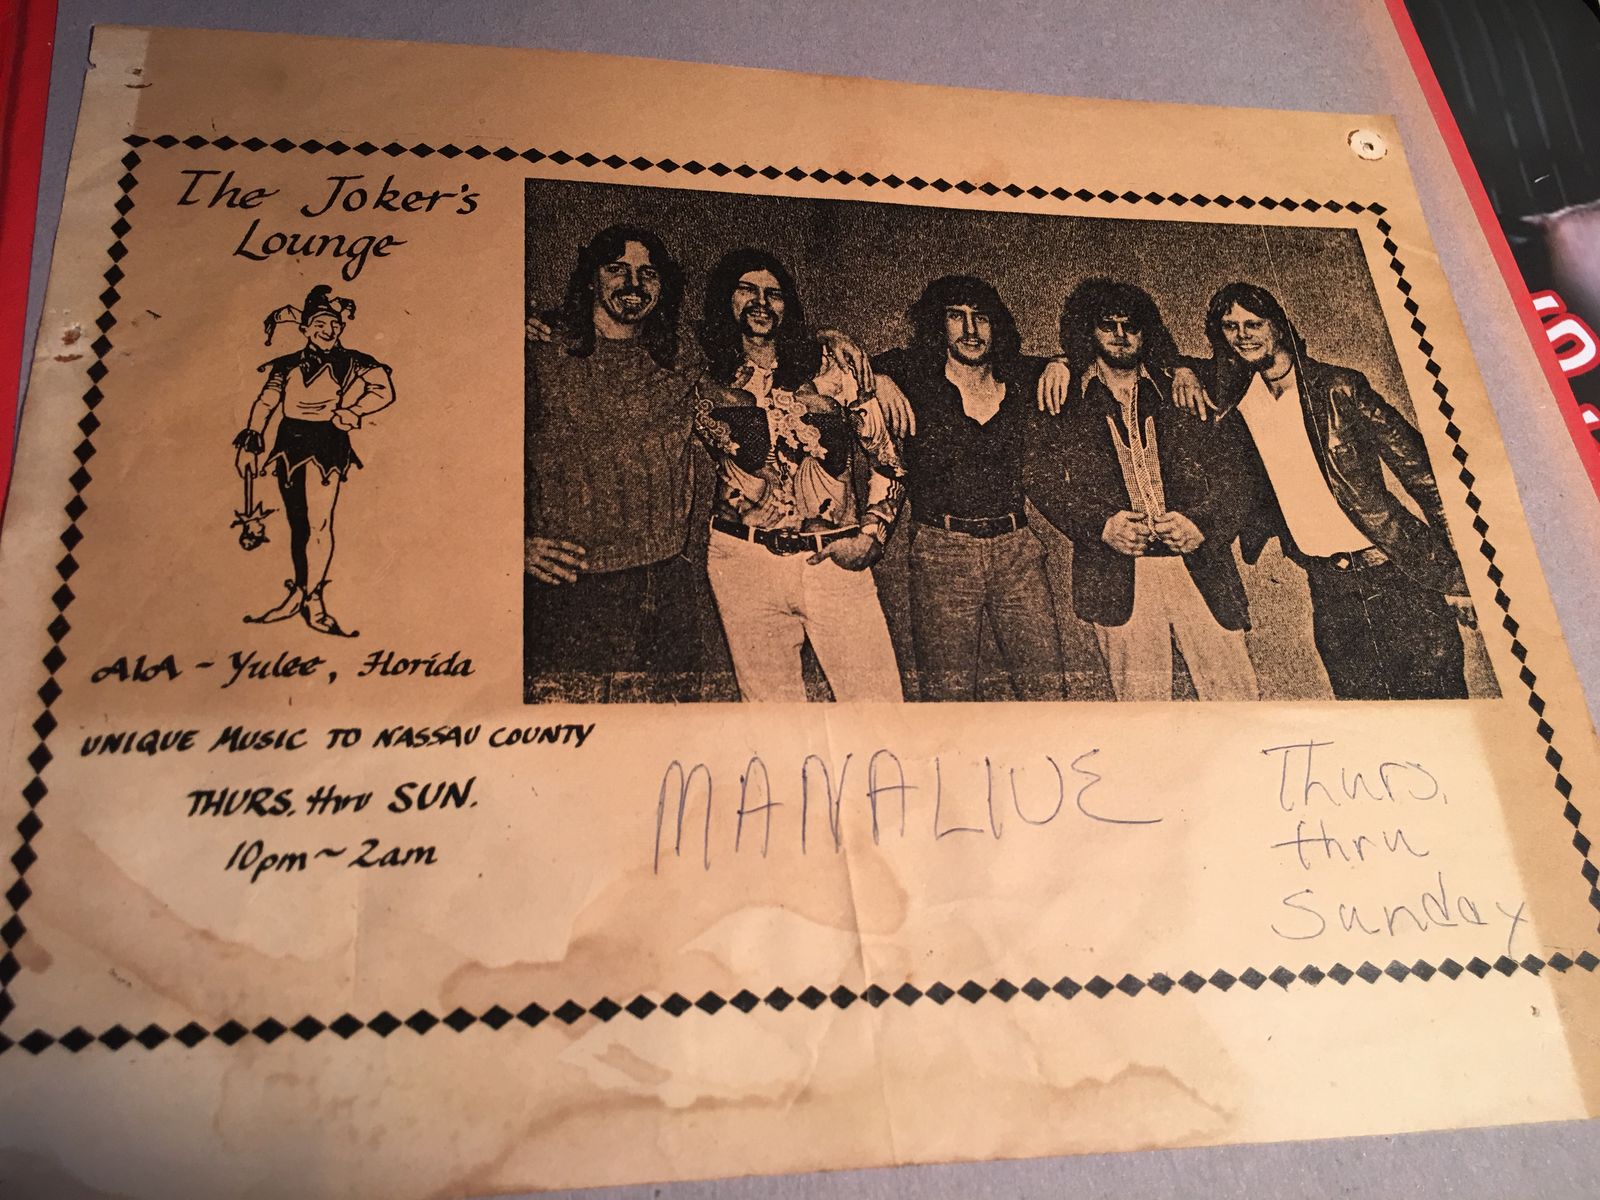 The Joker's
Lounge
A1A - Yulee, Florida
UNIQUE MUSIC TO NASSAU COUNTY
THURS. thru SUN.
10pm ~ 2am
MANALIVE
Thurs.
thru
Sunday